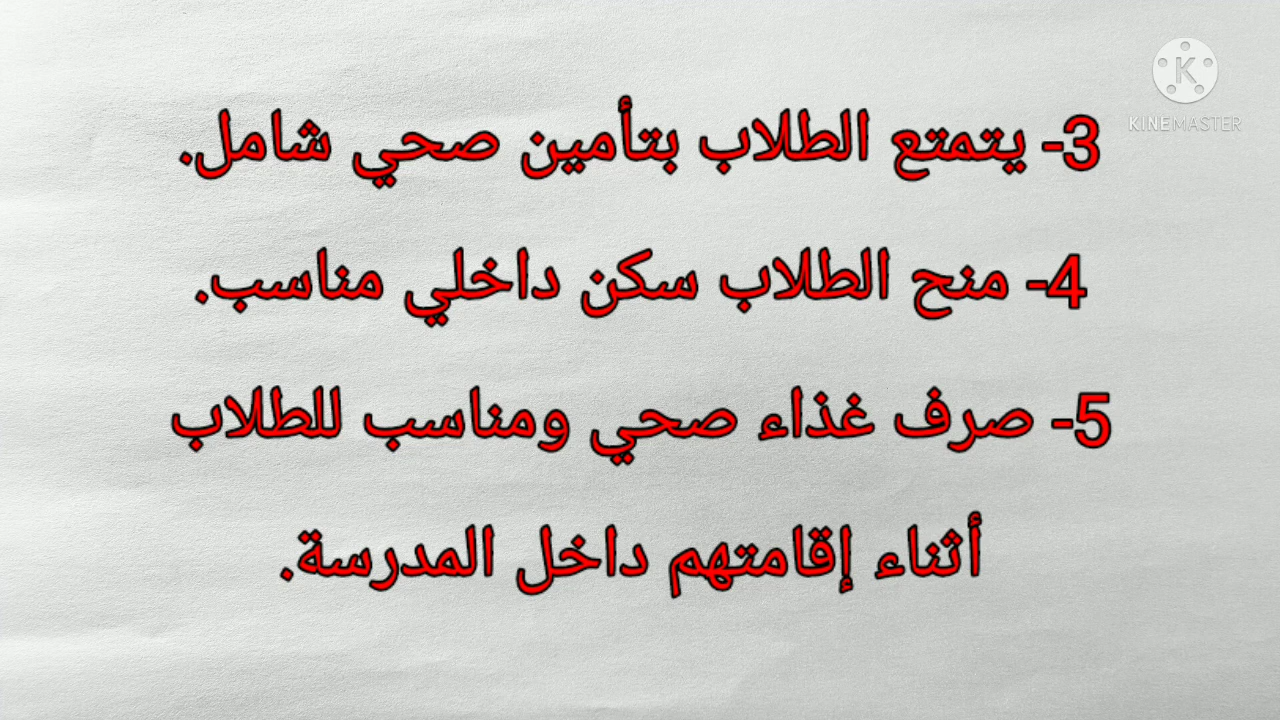 KINEMASTER
3- يتمتع الطلاب بتأمين صحي شامل.
4- منح الطلاب سكن داخلي مناسب.
5- صرف غذاء صحي ومناسب للطلاب
أثناء إقامتهم داخل المدرسة.